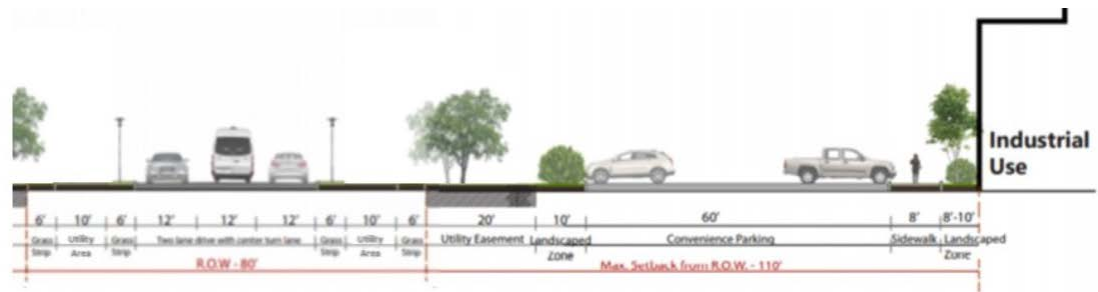 Industrial
Use
6' 10' 6' 12' 12' 12' 6' 10' 6' 20' 10' 60' 8' 8'-10'
Grass Strip
Utility Area
Grass Strip
Two lane drive with center turn lane
Grass Strip
Utility Area
Grass Strip
Utility Easement
Landscaped Zone
Convenience Parking
Sidewalk
Landscaped Zone
R.O.W - 80'
Max. Setback from R.O.W. - 110'